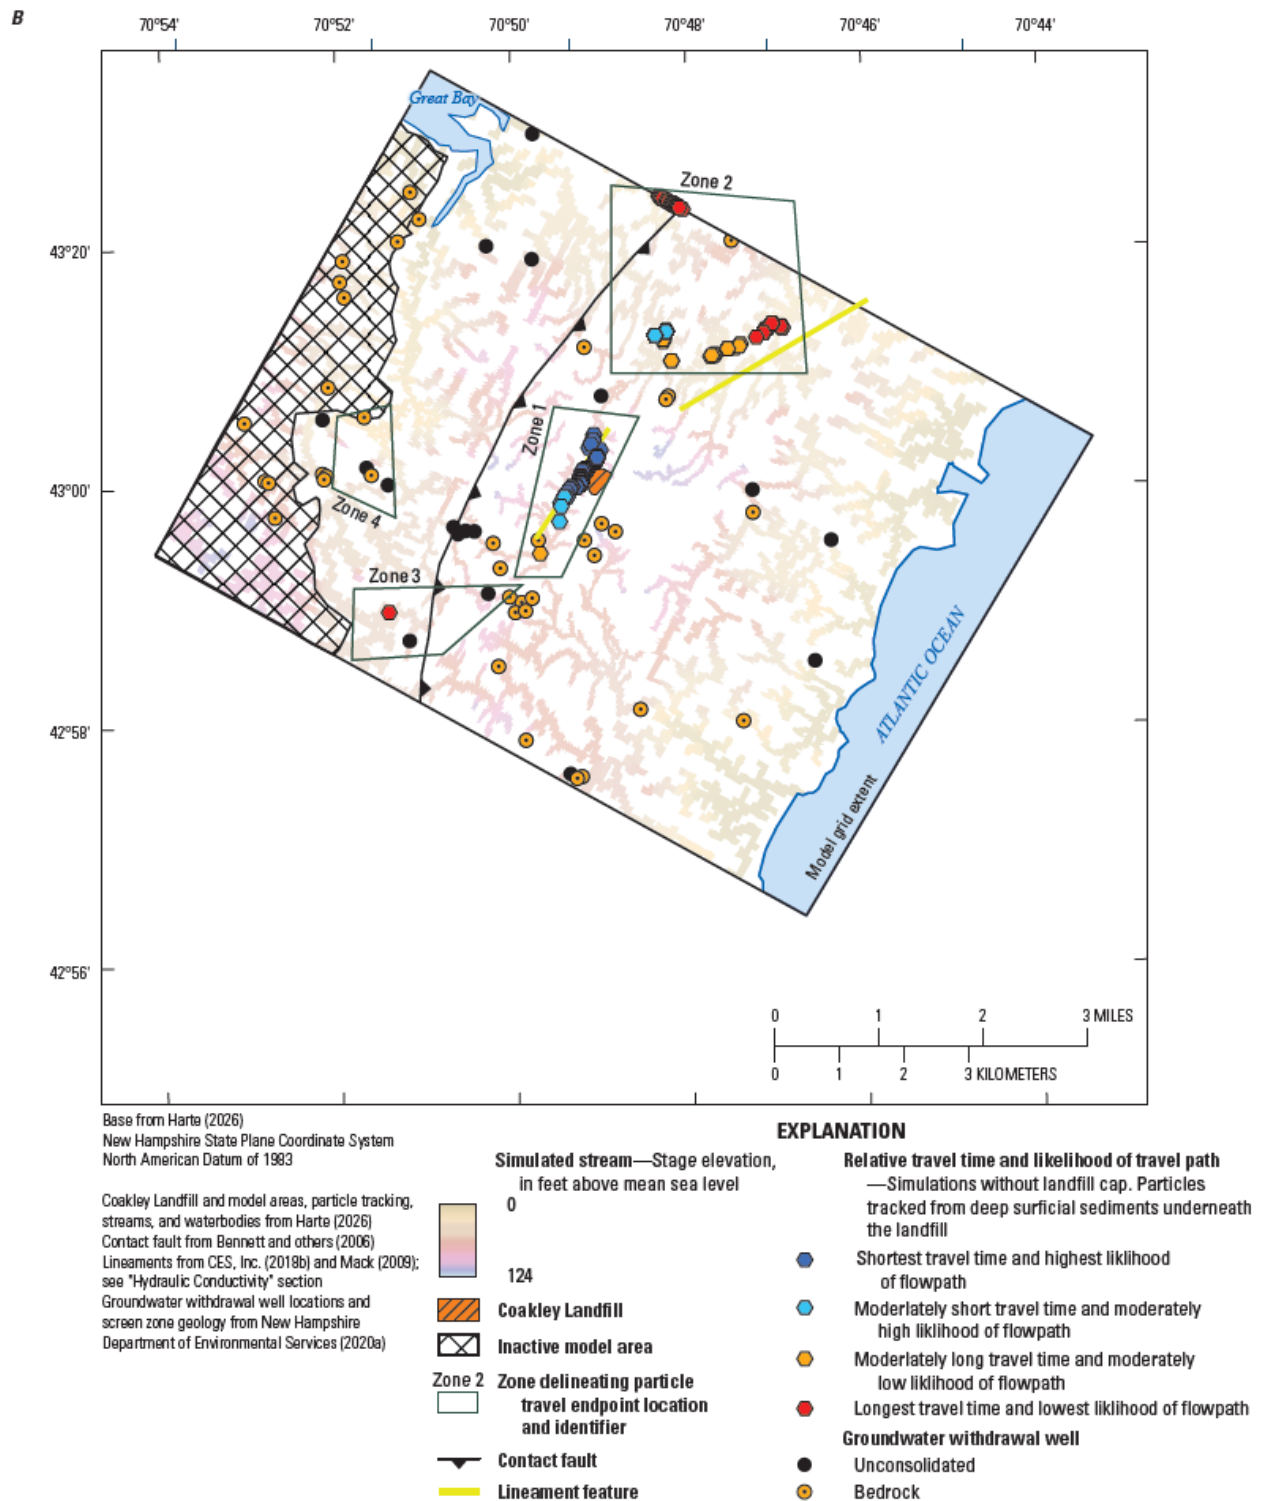 B
70°54'
70°52'
70°50'
70°48'
70°46'
70°44'
Great Bay
Zone 2
43°20'
Zone 1
43°00'
Zone 4
Zone 3
ATLANTIC OCEAN
42°58'
Model grid extent
42°56'
0 1 2 3 MILES
0 1 2 3 KILOMETERS
Base from Harte (2026)
New Hampshire State Plane Coordinate System
North American Datum of 1983
Coakley Landfill and model areas, particle tracking,
streams, and waterbodies from Harte (2026)
Contact fault from Bennett and others (2006)
Lineaments from CES, Inc. (2018b) and Mack (2009);
see "Hydraulic Conductivity" section
Groundwater withdrawal well locations and
screen zone geology from New Hampshire
Department of Environmental Services (2020a)
EXPLANATION
Simulated stream—Stage elevation,
in feet above mean sea level
0
124
Coakley Landfill
Inactive model area
Zone 2
Zone delineating particle
travel endpoint location
and identifier
Contact fault
Lineament feature
Relative travel time and likelihood of travel path
—Simulations without landfill cap. Particles
tracked from deep surficial sediments underneath
the landfill
Shortest travel time and highest liklihood
of flowpath
Moderlately short travel time and moderately
high liklihood of flowpath
Moderlately long travel time and moderately
low liklihood of flowpath
Longest travel time and lowest liklihood of flowpath
Groundwater withdrawal well
Unconsolidated
Bedrock